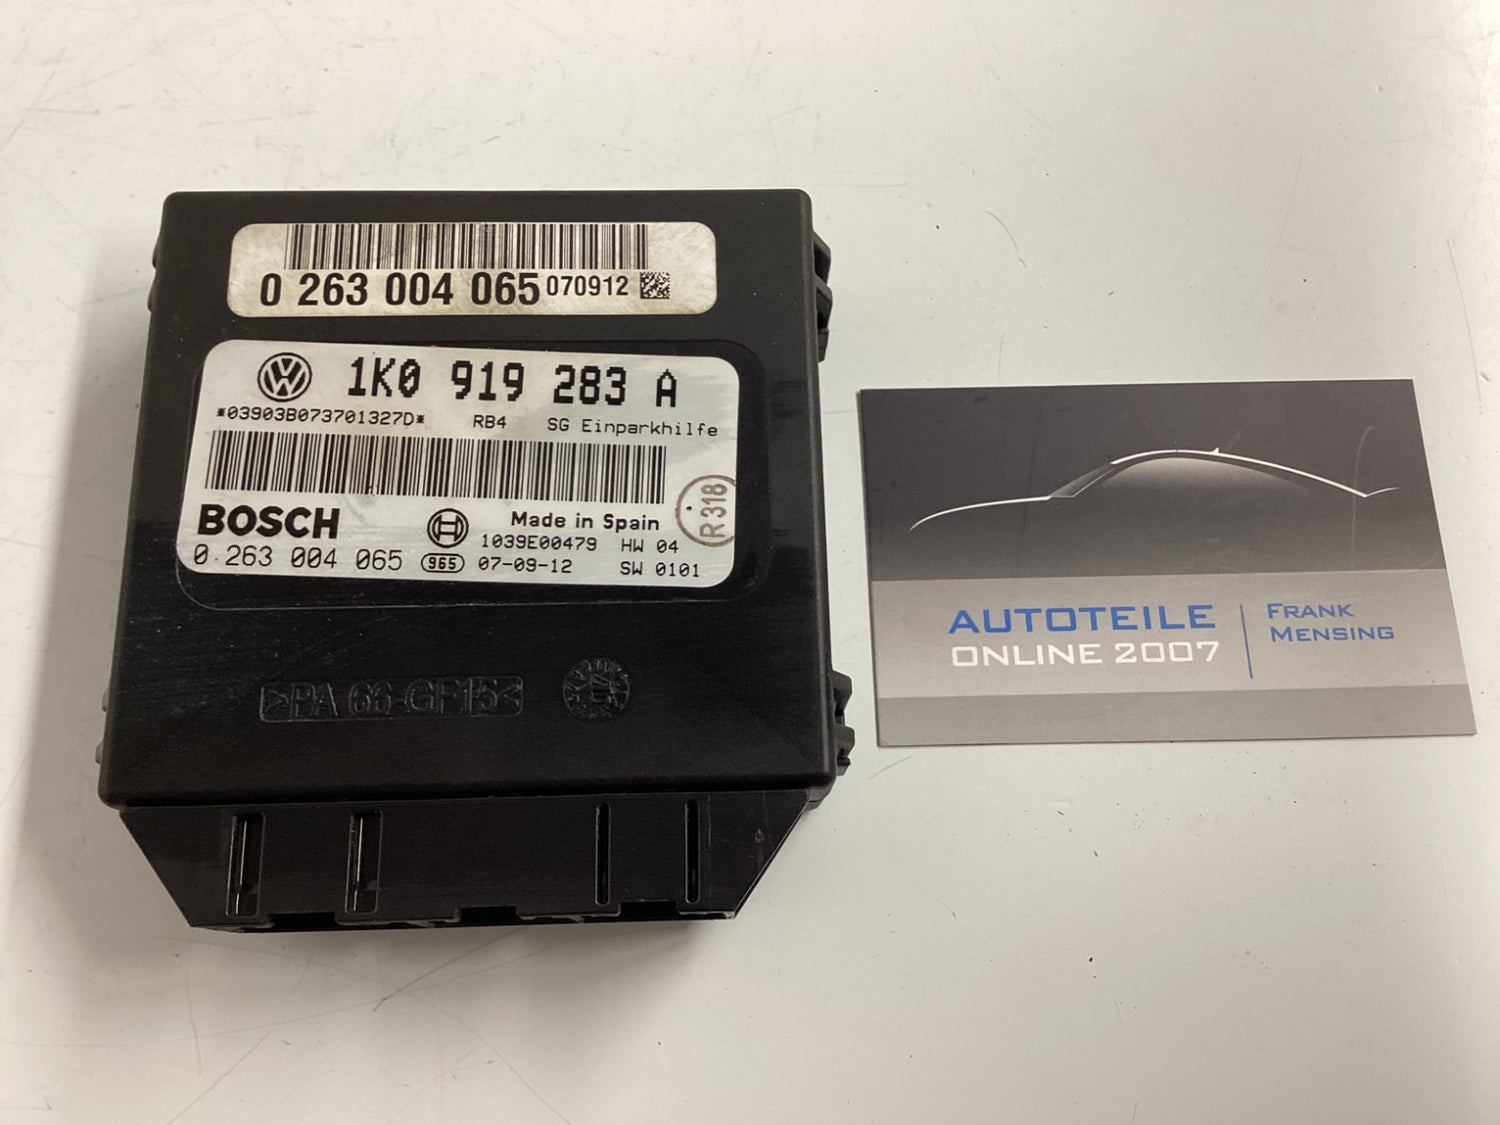 0 263 004 065 070912
1K0 919 283 A
*03903B073701327D* RB4 SG Einparkhilfe
BOSCH
Made in Spain
1039E00479 HW 04
0 263 004 065 965 07-09-12 SW 0101
R 318
>PA 66-GF15<
AUTOTEILE
ONLINE 2007
FRANK
MENSING